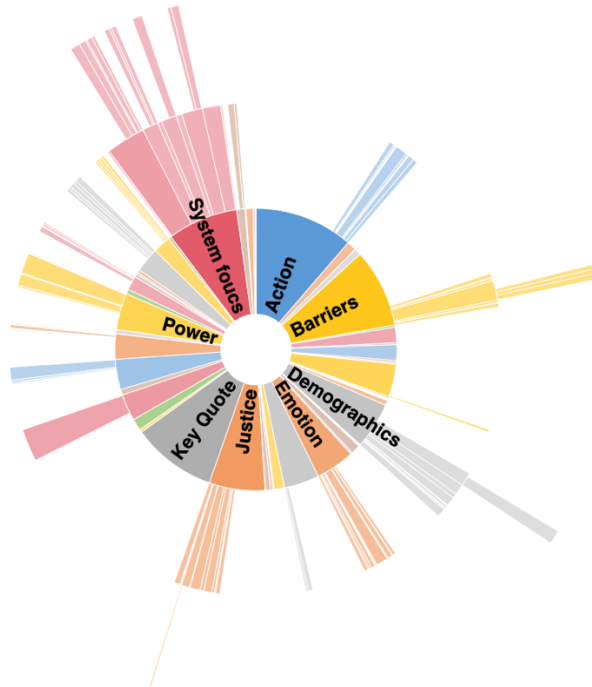 System foucs
Action
Barriers
Power
Demographics
Emotion
Key Quote
Justice